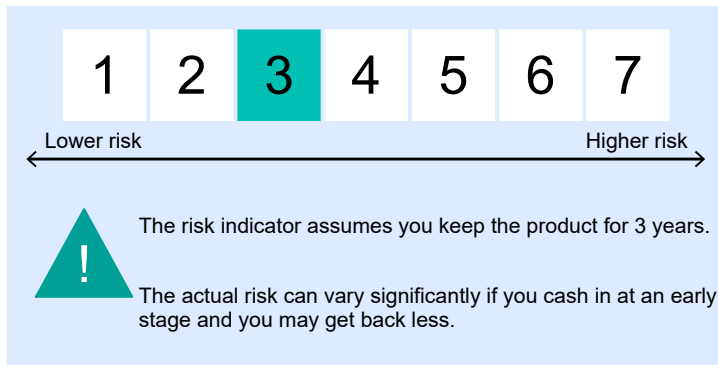 1 2 3 4 5 6 7
Lower risk Higher risk
! The risk indicator assumes you keep the product for 3 years.
The actual risk can vary significantly if you cash in at an early
stage and you may get back less.